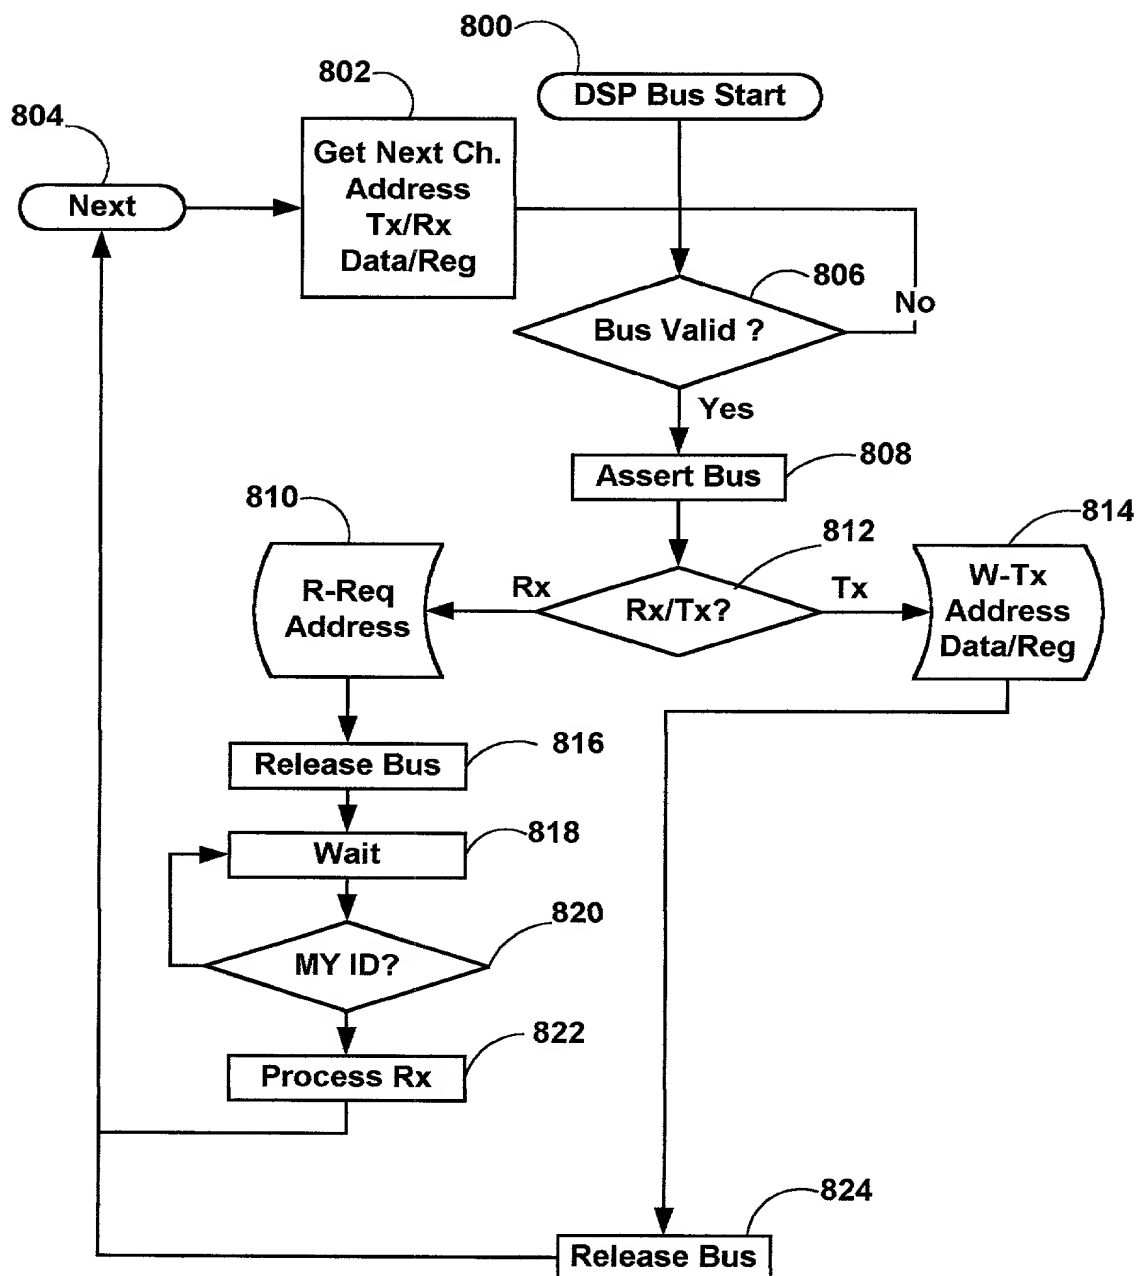 800
DSP Bus Start
802
Get Next Ch.
Address
Tx/Rx
Data/Reg
804
Next
806
Bus Valid ?
No
Yes
808
Assert Bus
810
R-Req
Address
812
Rx
Rx/Tx?
Tx
814
W-Tx
Address
Data/Reg
816
Release Bus
818
Wait
820
MY ID?
822
Process Rx
824
Release Bus